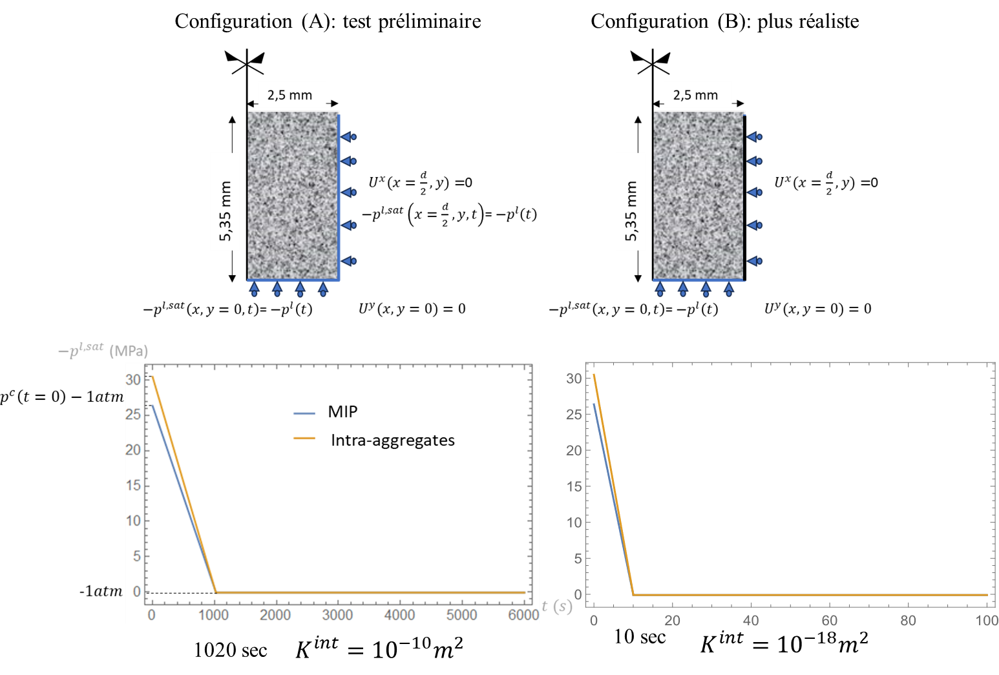 Configuration (A): test préliminaire
Configuration (B): plus réaliste
2,5 mm
5,35 mm
U^x(x = d/2, y) =0
−p^{l,sat}(x = d/2, y, t)= −p^l(t)
−p^{l,sat}(x, y = 0, t)= −p^l(t)
U^y(x, y = 0) = 0
2,5 mm
5,35 mm
U^x(x = d/2, y) =0
−p^{l,sat}(x, y = 0, t)= −p^l(t)
U^y(x, y = 0) = 0
−p^{l,sat} (MPa)
p^c(t = 0) − 1atm
-1atm
30
25
20
15
10
5
0
MIP
Intra-aggregates
0 1000 2000 3000 4000 5000 6000
t (s)
1020 sec
K^{int} = 10^{−10}m^2
30
25
20
15
10
5
0
0 20 40 60 80 100
10 sec
K^{int} = 10^{−18}m^2